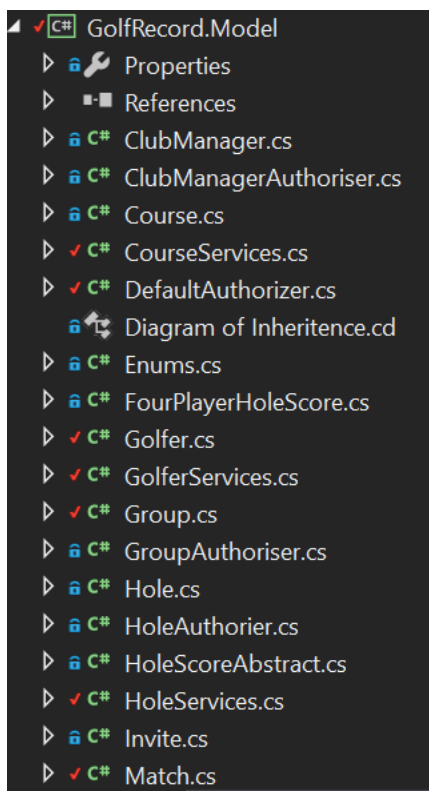 C# GolfRecord.Model
Properties
References
C# ClubManager.cs
C# ClubManagerAuthoriser.cs
C# Course.cs
C# CourseServices.cs
C# DefaultAuthorizer.cs
Diagram of Inheritence.cd
C# Enums.cs
C# FourPlayerHoleScore.cs
C# Golfer.cs
C# GolferServices.cs
C# Group.cs
C# GroupAuthoriser.cs
C# Hole.cs
C# HoleAuthorier.cs
C# HoleScoreAbstract.cs
C# HoleServices.cs
C# Invite.cs
C# Match.cs